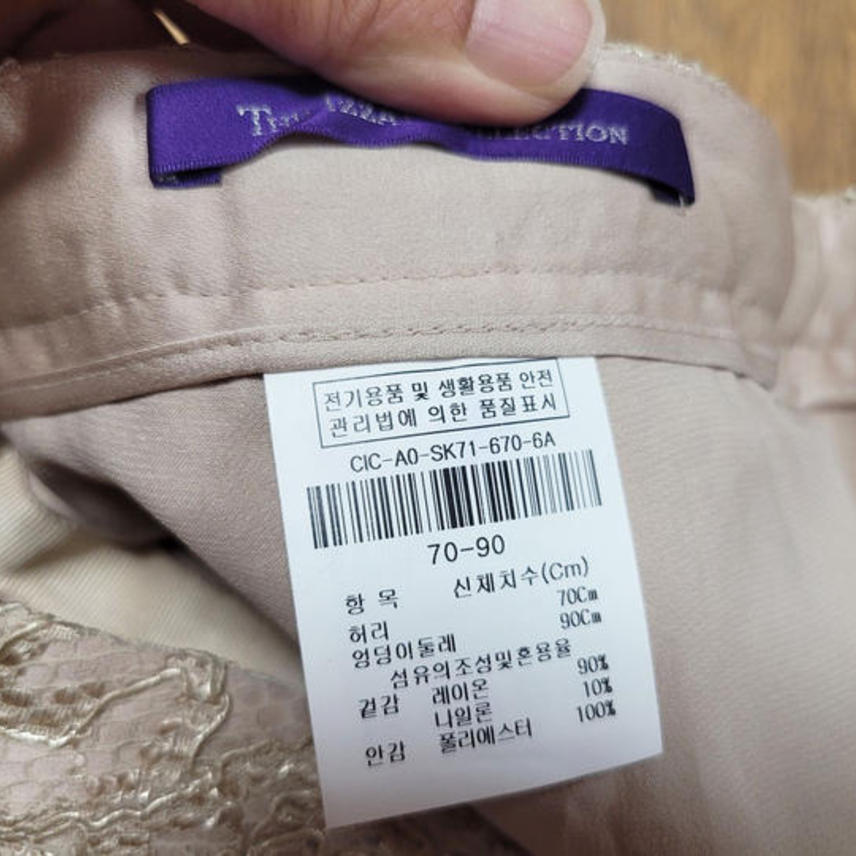 COLLECTION
전기용품 및 생활용품 안전
관리법에 의한 품질표시
CIC-A0-SK71-670-6A
70-90
항 목 신체치수(Cm)
허리 70Cm
엉덩이둘레 90Cm
섬유의조성및혼용율
겉감 레이온 90%
나일론 10%
안감 폴리에스터 100%